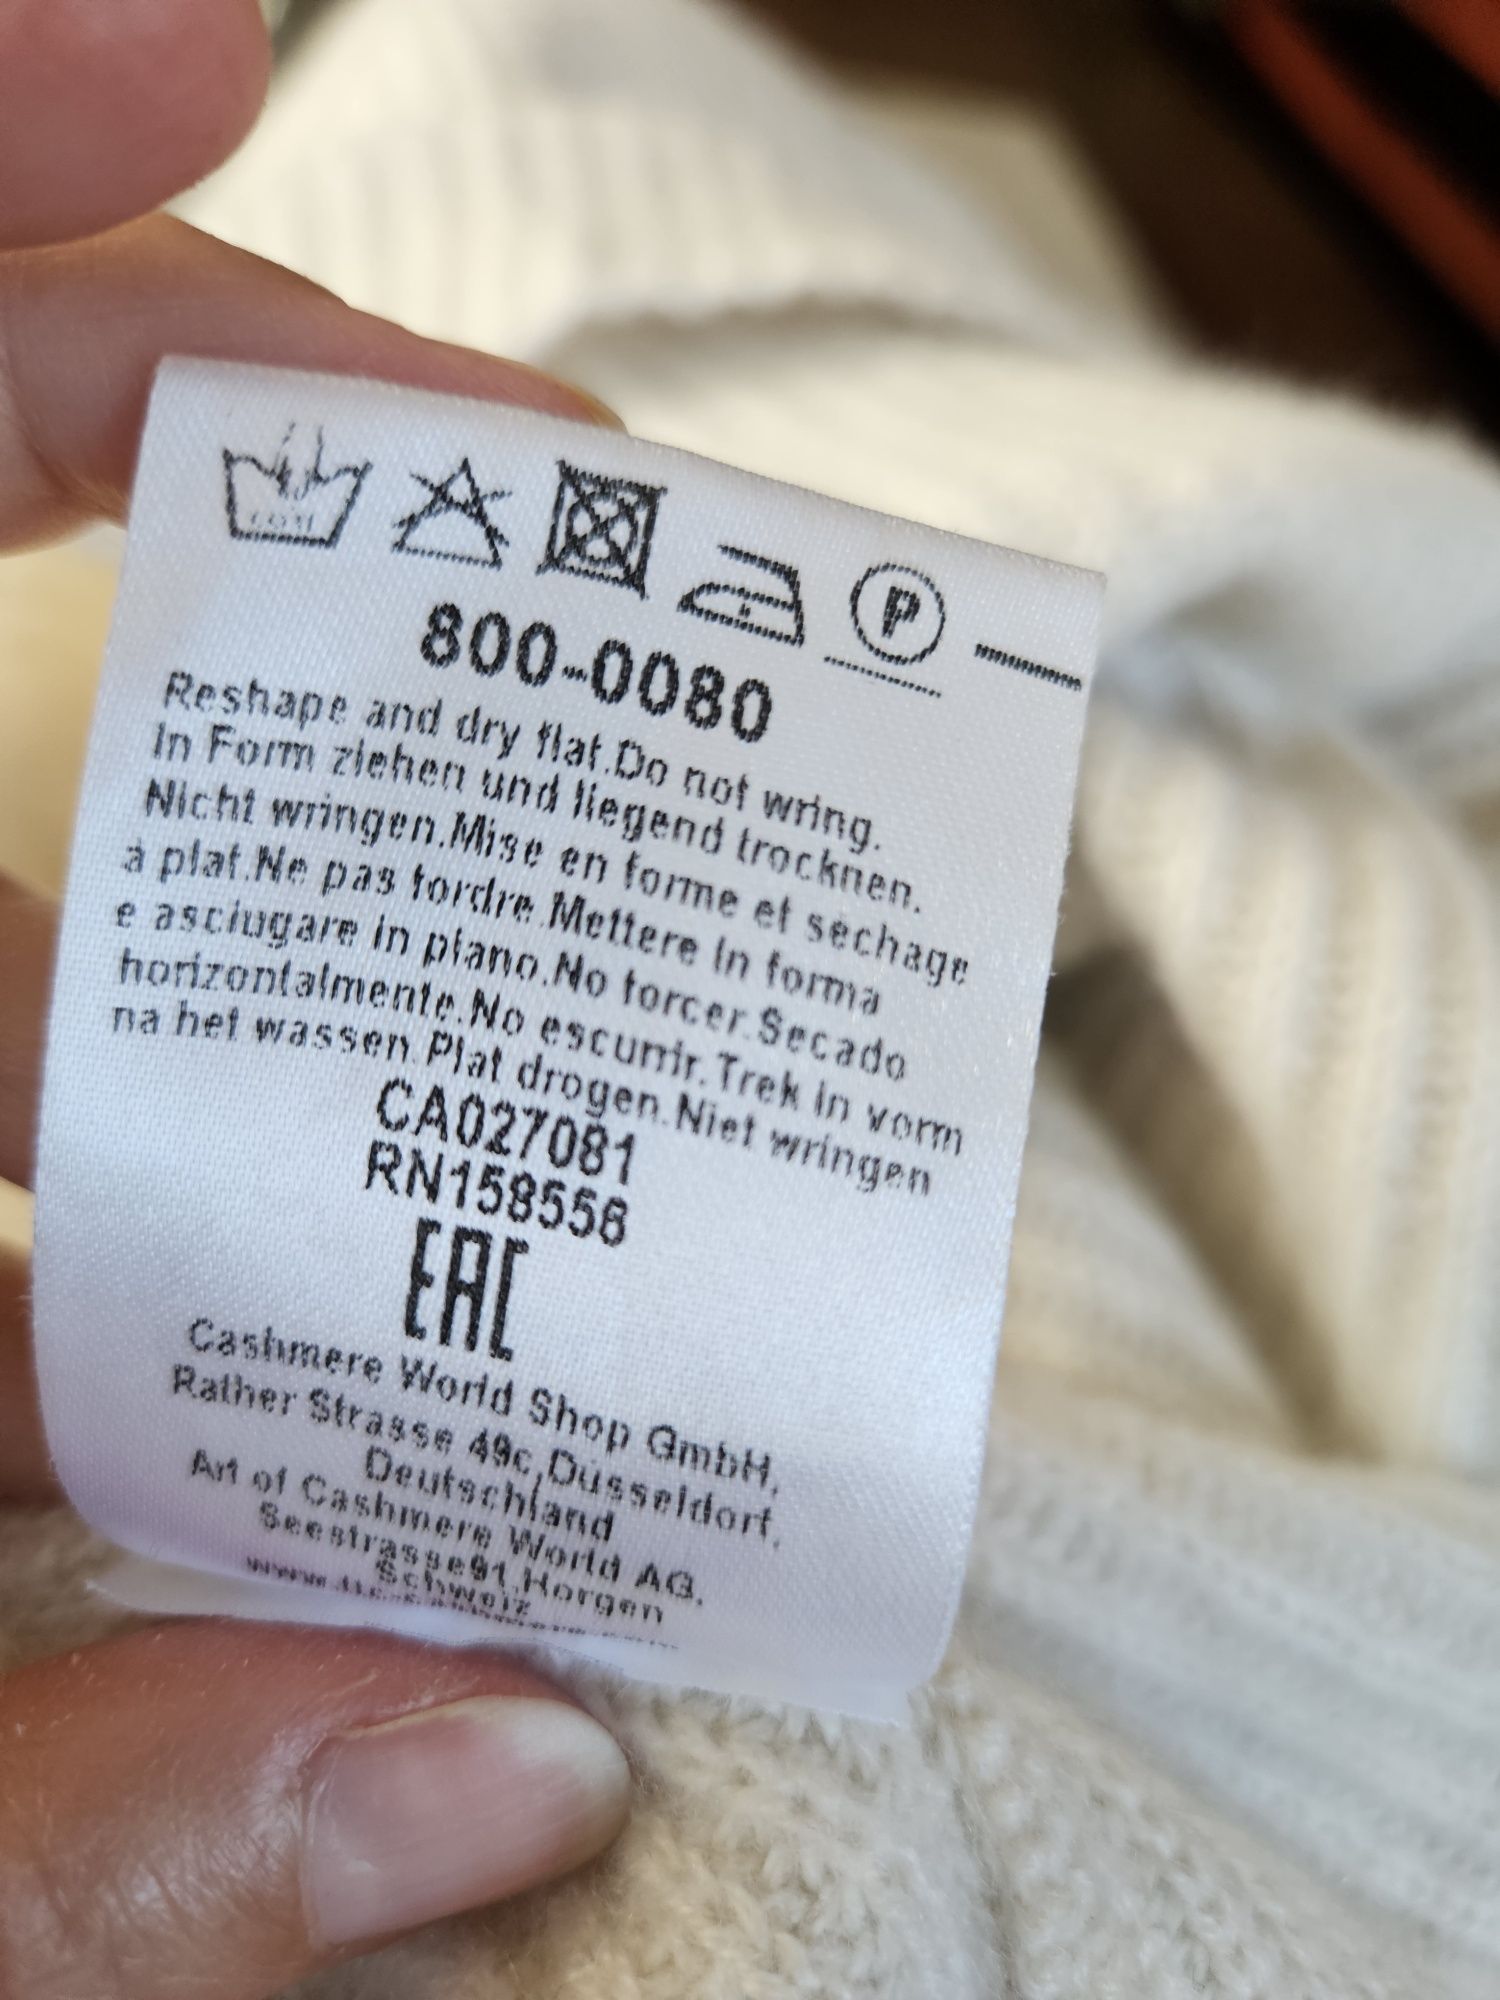 P
800-0080
Reshape and dry flat.Do not wring.
In Form ziehen und liegend trocknen.
Nicht wringen.Mise en forme et sechage
a plat.Ne pas tordre.Mettere in forma
e asciugare in piano.No torcer.Secado
horizontalmente.No escurrir.Trek in vorm
na het wassen.Plat drogen.Niet wringen
CA027081
RN158556
EAC
Cashmere World Shop GmbH,
Rather Strasse 49c,Dusseldorf,
Deutschland
Art of Cashmere World AG.
Seestrasse91,Horgen
Schweiz